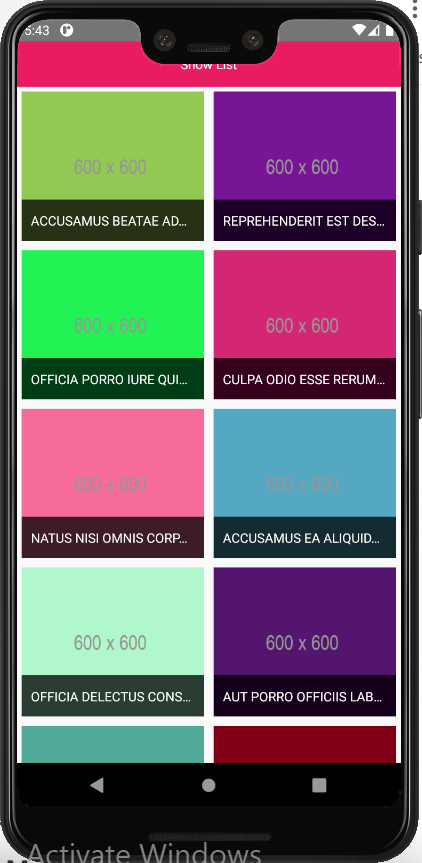 5:43
Show List
600 x 600
600 x 600
ACCUSAMUS BEATAE AD...
REPREHENDERIT EST DES...
600 x 600
600 x 600
OFFICIA PORRO IURE QUI...
CULPA ODIO ESSE RERUM...
600 x 600
600 x 600
NATUS NISI OMNIS CORP...
ACCUSAMUS EA ALIQUID...
600 x 600
600 x 600
OFFICIA DELECTUS CONS...
AUT PORRO OFFICIIS LAB...
Activate Windows